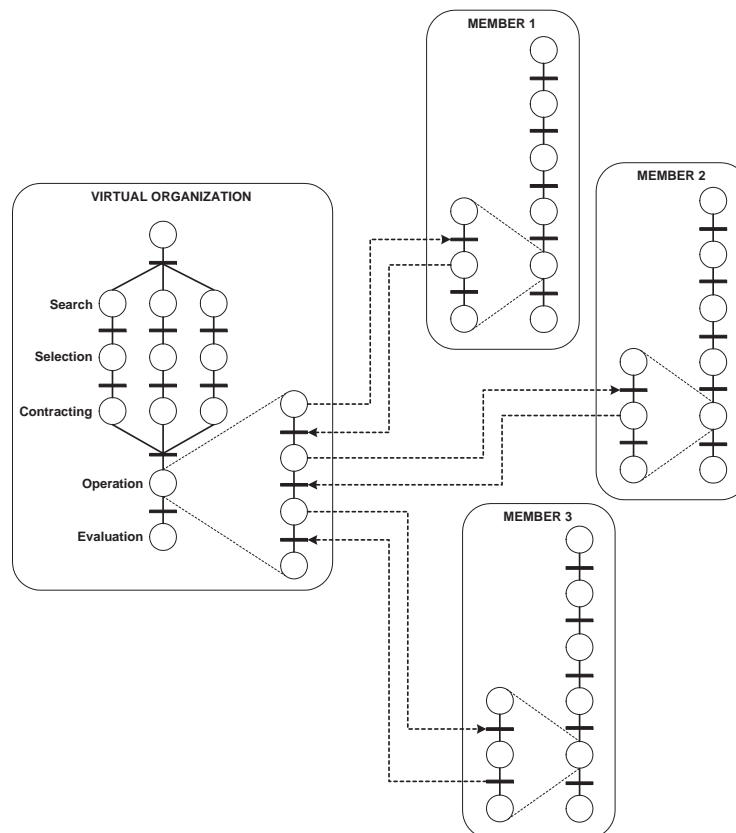 MEMBER 1
MEMBER 2
VIRTUAL ORGANIZATION
Search
Selection
Contracting
Operation
Evaluation
MEMBER 3